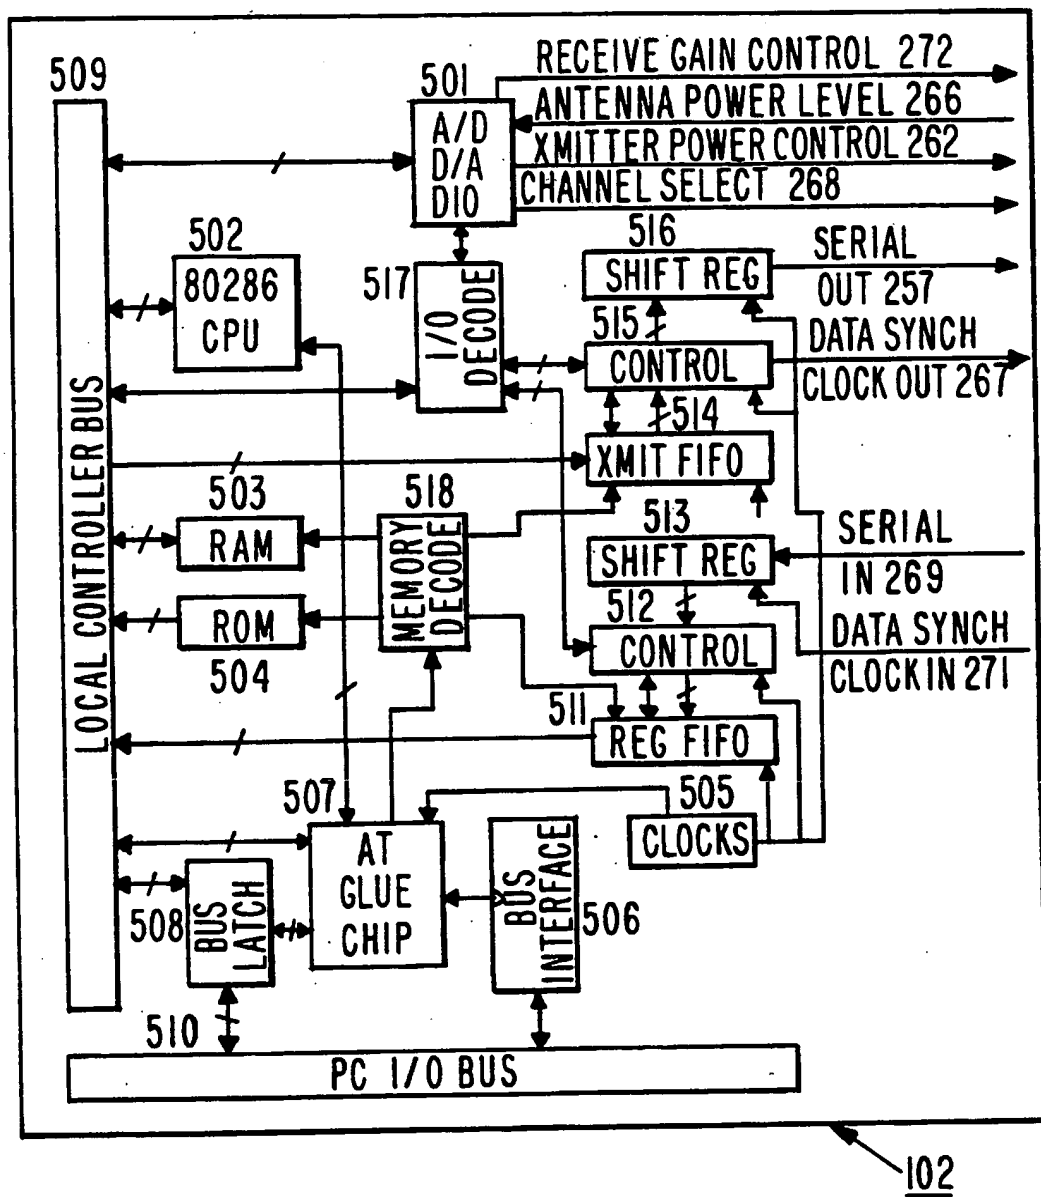 509
501
RECEIVE GAIN CONTROL 272
ANTENNA POWER LEVEL 266
XMITTER POWER CONTROL 262
CHANNEL SELECT 268
A/D
D/A
DIO
502
80286
CPU
517
I/O
DECODE
516
SHIFT REG
SERIAL
OUT 257
515
CONTROL
DATA SYNCH
CLOCK OUT 267
514
XMIT FIFO
LOCAL CONTROLLER BUS
503
RAM
518
MEMORY
DECODE
513
SHIFT REG
SERIAL
IN 269
ROM
504
512
CONTROL
DATA SYNCH
CLOCK IN 271
511
REG FIFO
507
AT
GLUE
CHIP
505
CLOCKS
508
BUS
LATCH
BUS
INTERFACE
506
510
PC I/O BUS
102